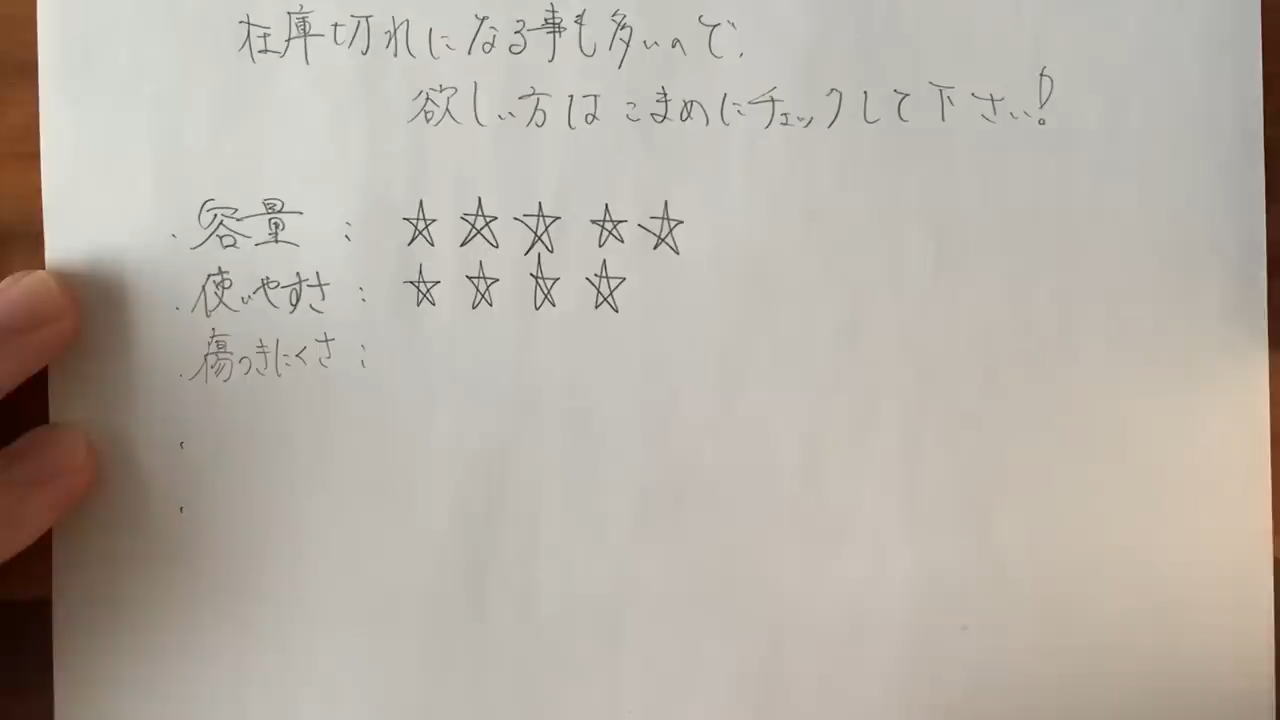 在庫切れになる事も多いので、
欲しい方はこまめにチェックして下さい!
・容量 : ☆☆☆☆☆
・使いやすさ : ☆☆☆☆
・傷つきにくさ :
・
・